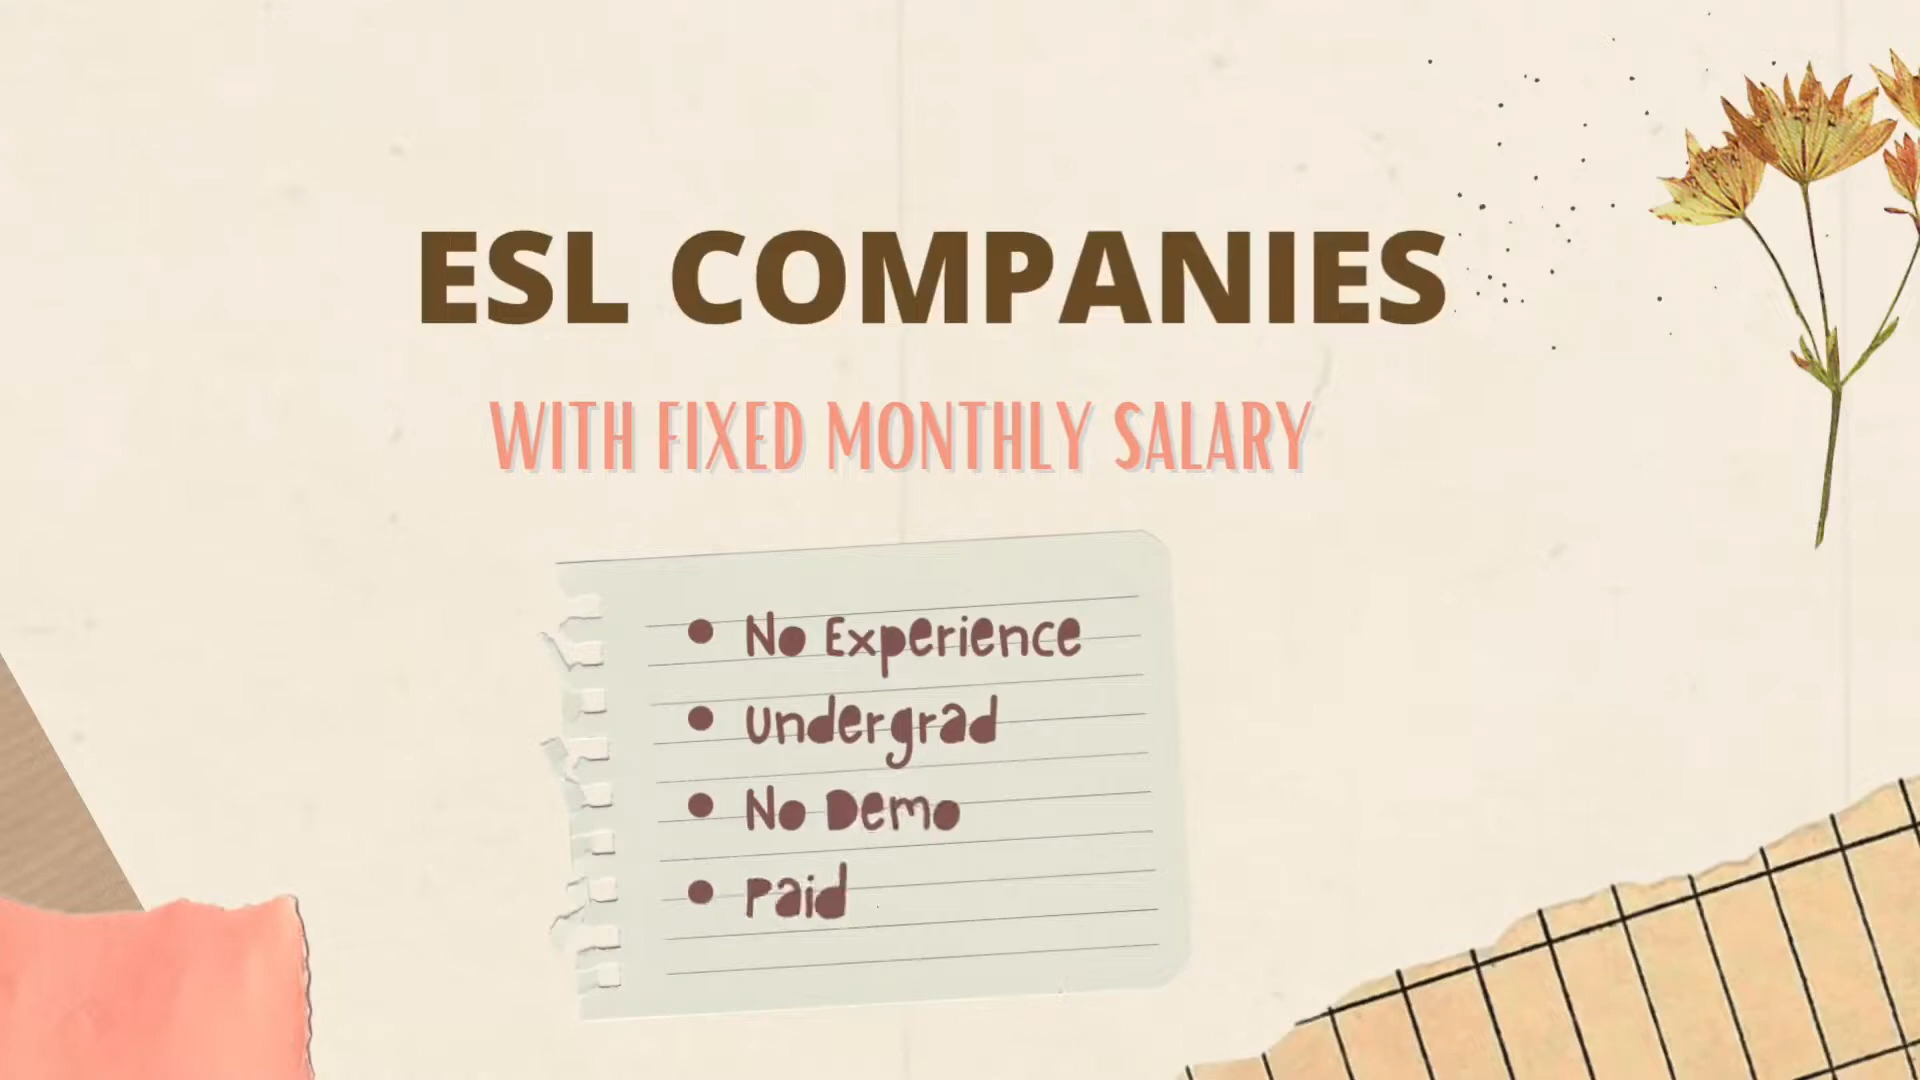 ESL COMPANIES
WITH FIXED MONTHLY SALARY
• No Experience
• undergrad
• No Demo
• Paid